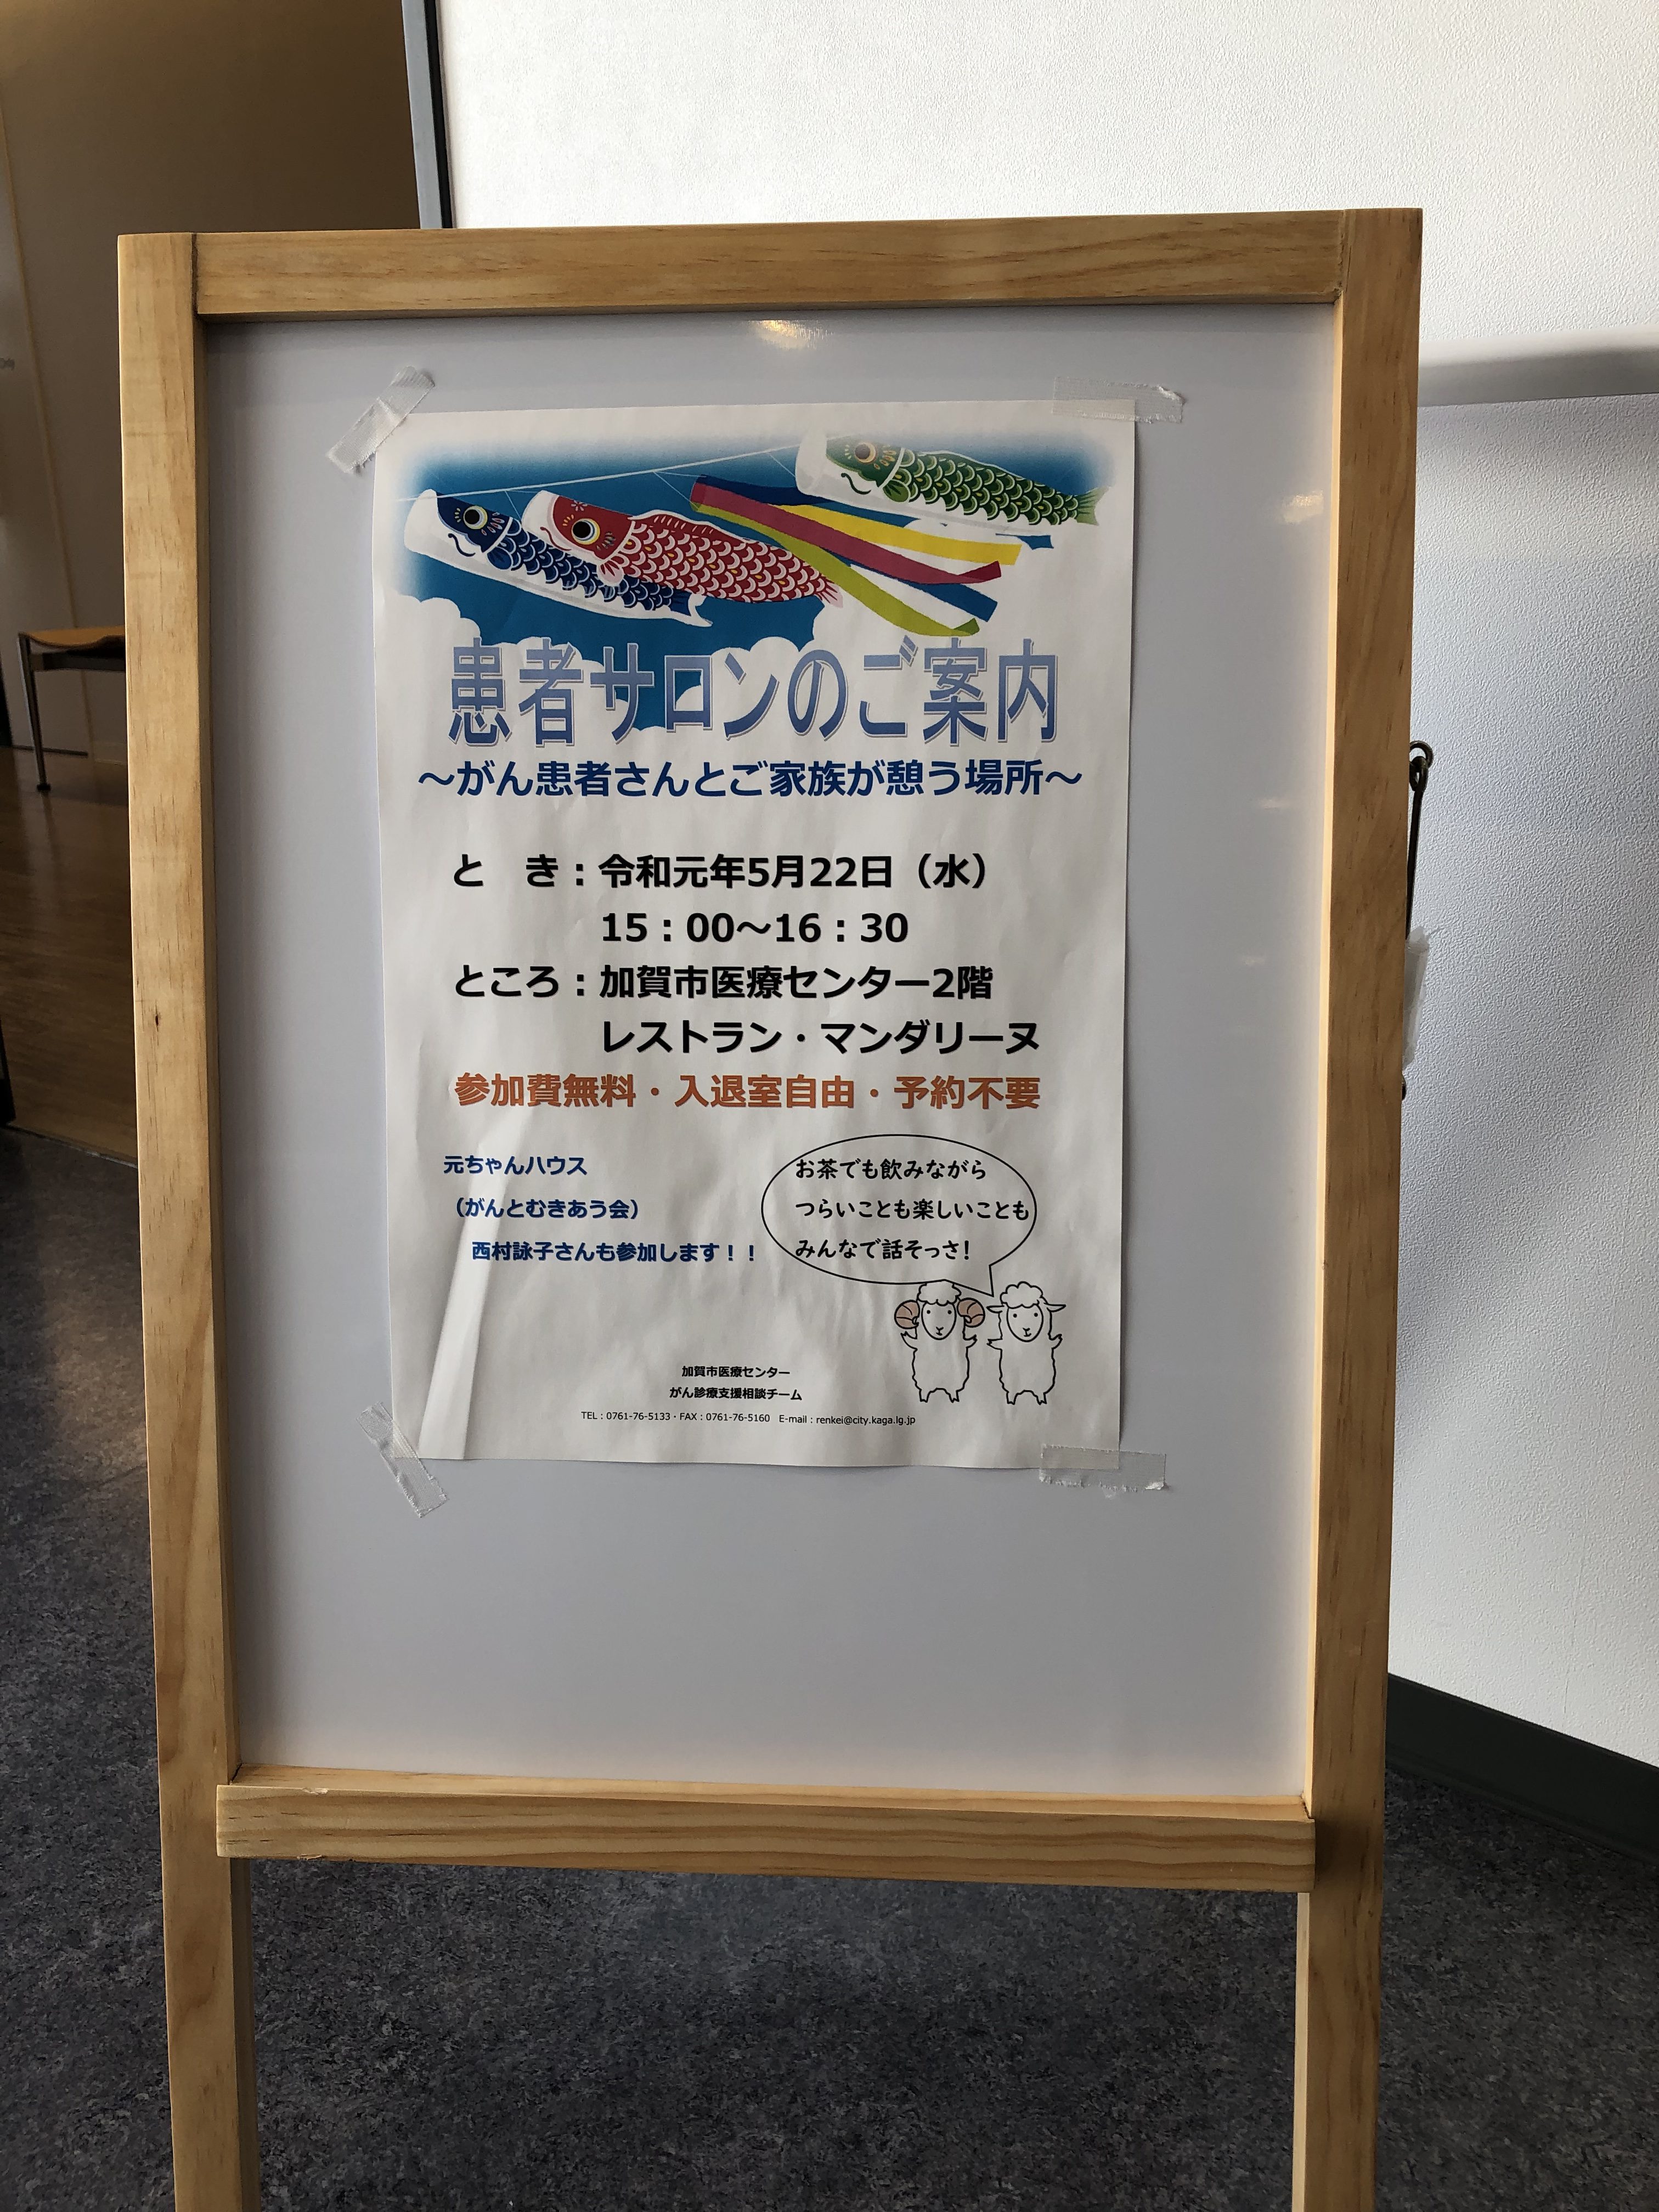 患者サロンのご案内
～がん患者さんとご家族が憩う場所～
と　き：令和元年5月22日（水）
15：00～16：30
ところ：加賀市医療センター2階
レストラン・マンダリーヌ
参加費無料・入退室自由・予約不要
元ちゃんハウス
（がんとむきあう会）
西村詠子さんも参加します！！
お茶でも飲みながら
つらいことも楽しいことも
みんなで話そっさ！
加賀市医療センター
がん診療支援相談チーム
TEL：0761-76-5133・FAX：0761-76-5160　E-mail：renkei@city.kaga.lg.jp